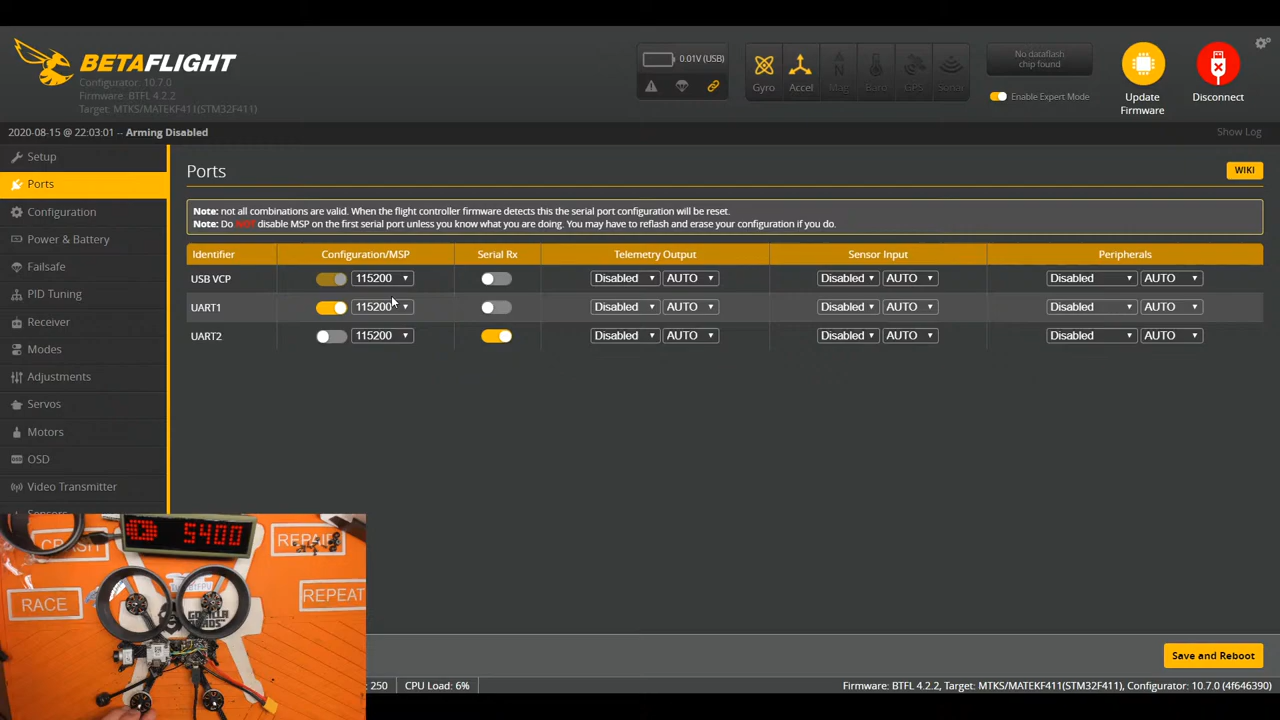 BETAFLIGHT
Configurator: 10.7.0
Firmware: BTFL 4.2.2
Target: MTKS/MATEKF411(STM32F411)
0.01V (USB)
Gyro Accel Mag Baro GPS Sonar
No dataflash
chip found
Enable Expert Mode
Update
Firmware
Disconnect
2020-08-15 @ 22:03:01 -- Arming Disabled
Show Log
Setup
Ports
Configuration
Power & Battery
Failsafe
PID Tuning
Receiver
Modes
Adjustments
Servos
Motors
OSD
Video Transmitter
Sensors
Ports
WIKI
Note: not all combinations are valid. When the flight controller firmware detects this the serial port configuration will be reset.
Note: Do NOT disable MSP on the first serial port unless you know what you are doing. You may have to reflash and erase your configuration if you do.
Identifier Configuration/MSP Serial Rx Telemetry Output Sensor Input Peripherals
USB VCP 115200 Disabled AUTO Disabled AUTO Disabled AUTO
UART1 115200 Disabled AUTO Disabled AUTO Disabled AUTO
UART2 115200 Disabled AUTO Disabled AUTO Disabled AUTO
5400
CRASH
REPAIR
RACE
REPEAT
Save and Reboot
250 CPU Load: 6%
Firmware: BTFL 4.2.2, Target: MTKS/MATEKF411(STM32F411), Configurator: 10.7.0 (4f646390)